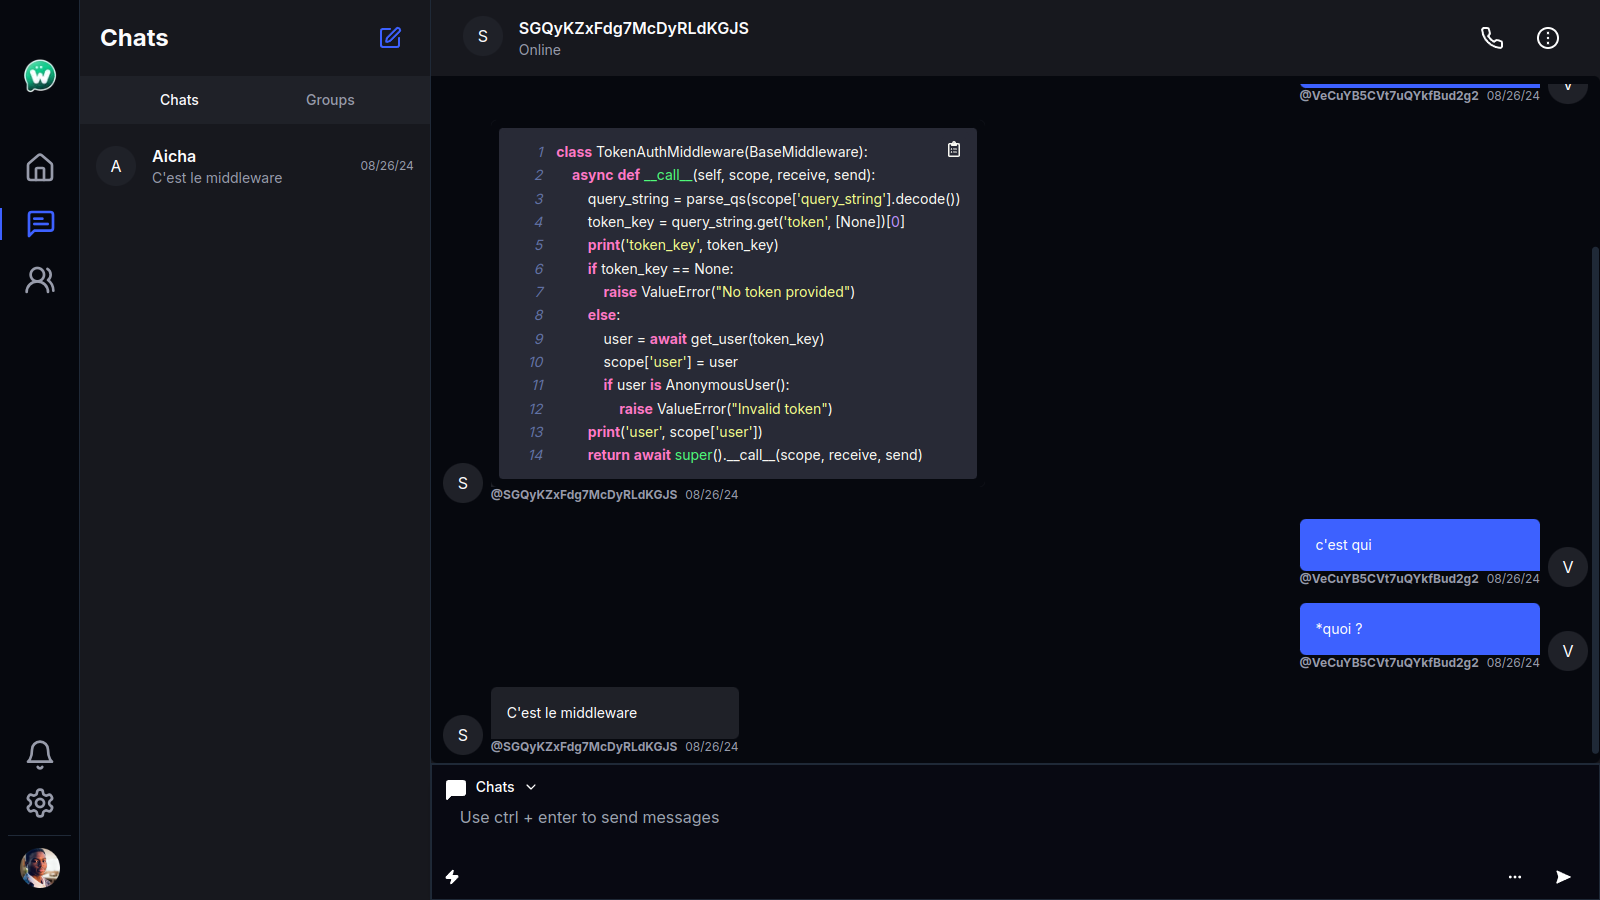 Chats
Chats Groups
A
Aicha
C'est le middleware
08/26/24
S
SGQyKZxFdg7McDyRLdKGJS
Online
@VeCuYB5CVt7uQYkfBud2g2 08/26/24
V
1 class TokenAuthMiddleware(BaseMiddleware):
2 async def __call__(self, scope, receive, send):
3 query_string = parse_qs(scope['query_string'].decode())
4 token_key = query_string.get('token', [None])[0]
5 print('token_key', token_key)
6 if token_key == None:
7 raise ValueError("No token provided")
8 else:
9 user = await get_user(token_key)
10 scope['user'] = user
11 if user is AnonymousUser():
12 raise ValueError("Invalid token")
13 print('user', scope['user'])
14 return await super().__call__(scope, receive, send)
S
@SGQyKZxFdg7McDyRLdKGJS 08/26/24
c'est qui
V
@VeCuYB5CVt7uQYkfBud2g2 08/26/24
*quoi ?
V
@VeCuYB5CVt7uQYkfBud2g2 08/26/24
C'est le middleware
S
@SGQyKZxFdg7McDyRLdKGJS 08/26/24
Chats
Use ctrl + enter to send messages